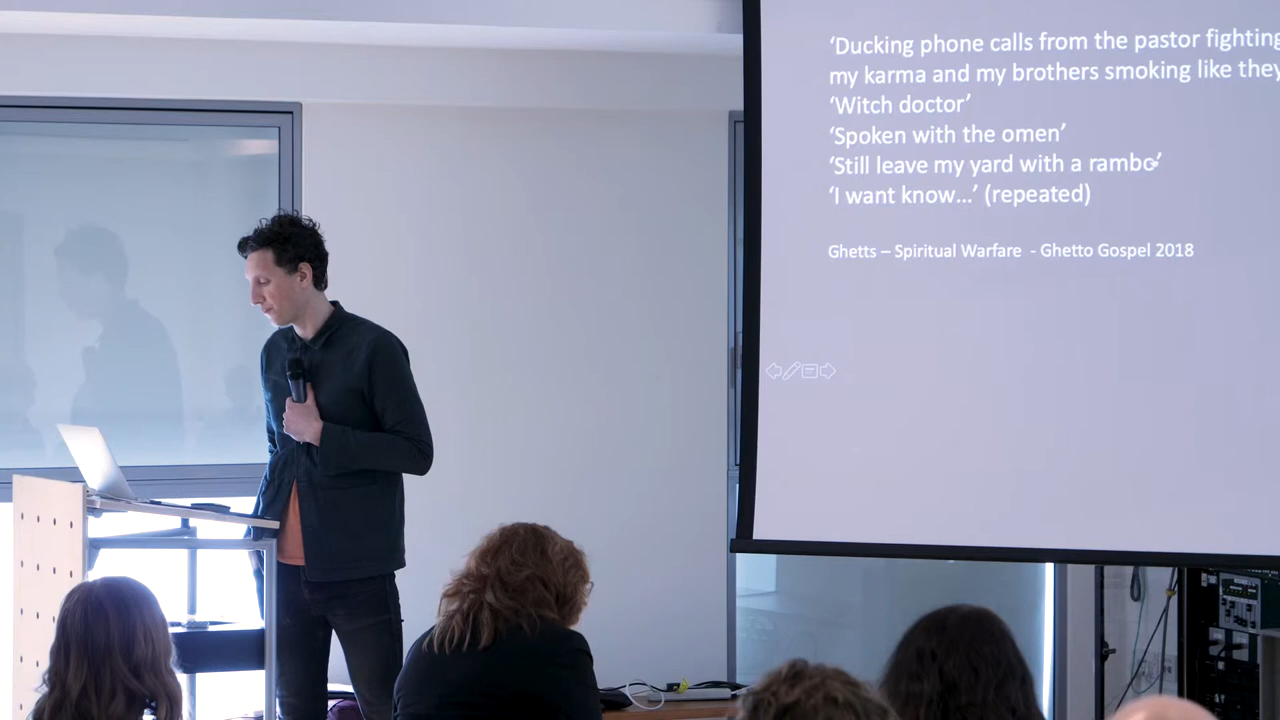 ‘Ducking phone calls from the pastor fighting
my karma and my brothers smoking like they
‘Witch doctor’
‘Spoken with the omen’
‘Still leave my yard with a rambo’
‘I want know...’ (repeated)
Ghetts – Spiritual Warfare - Ghetto Gospel 2018